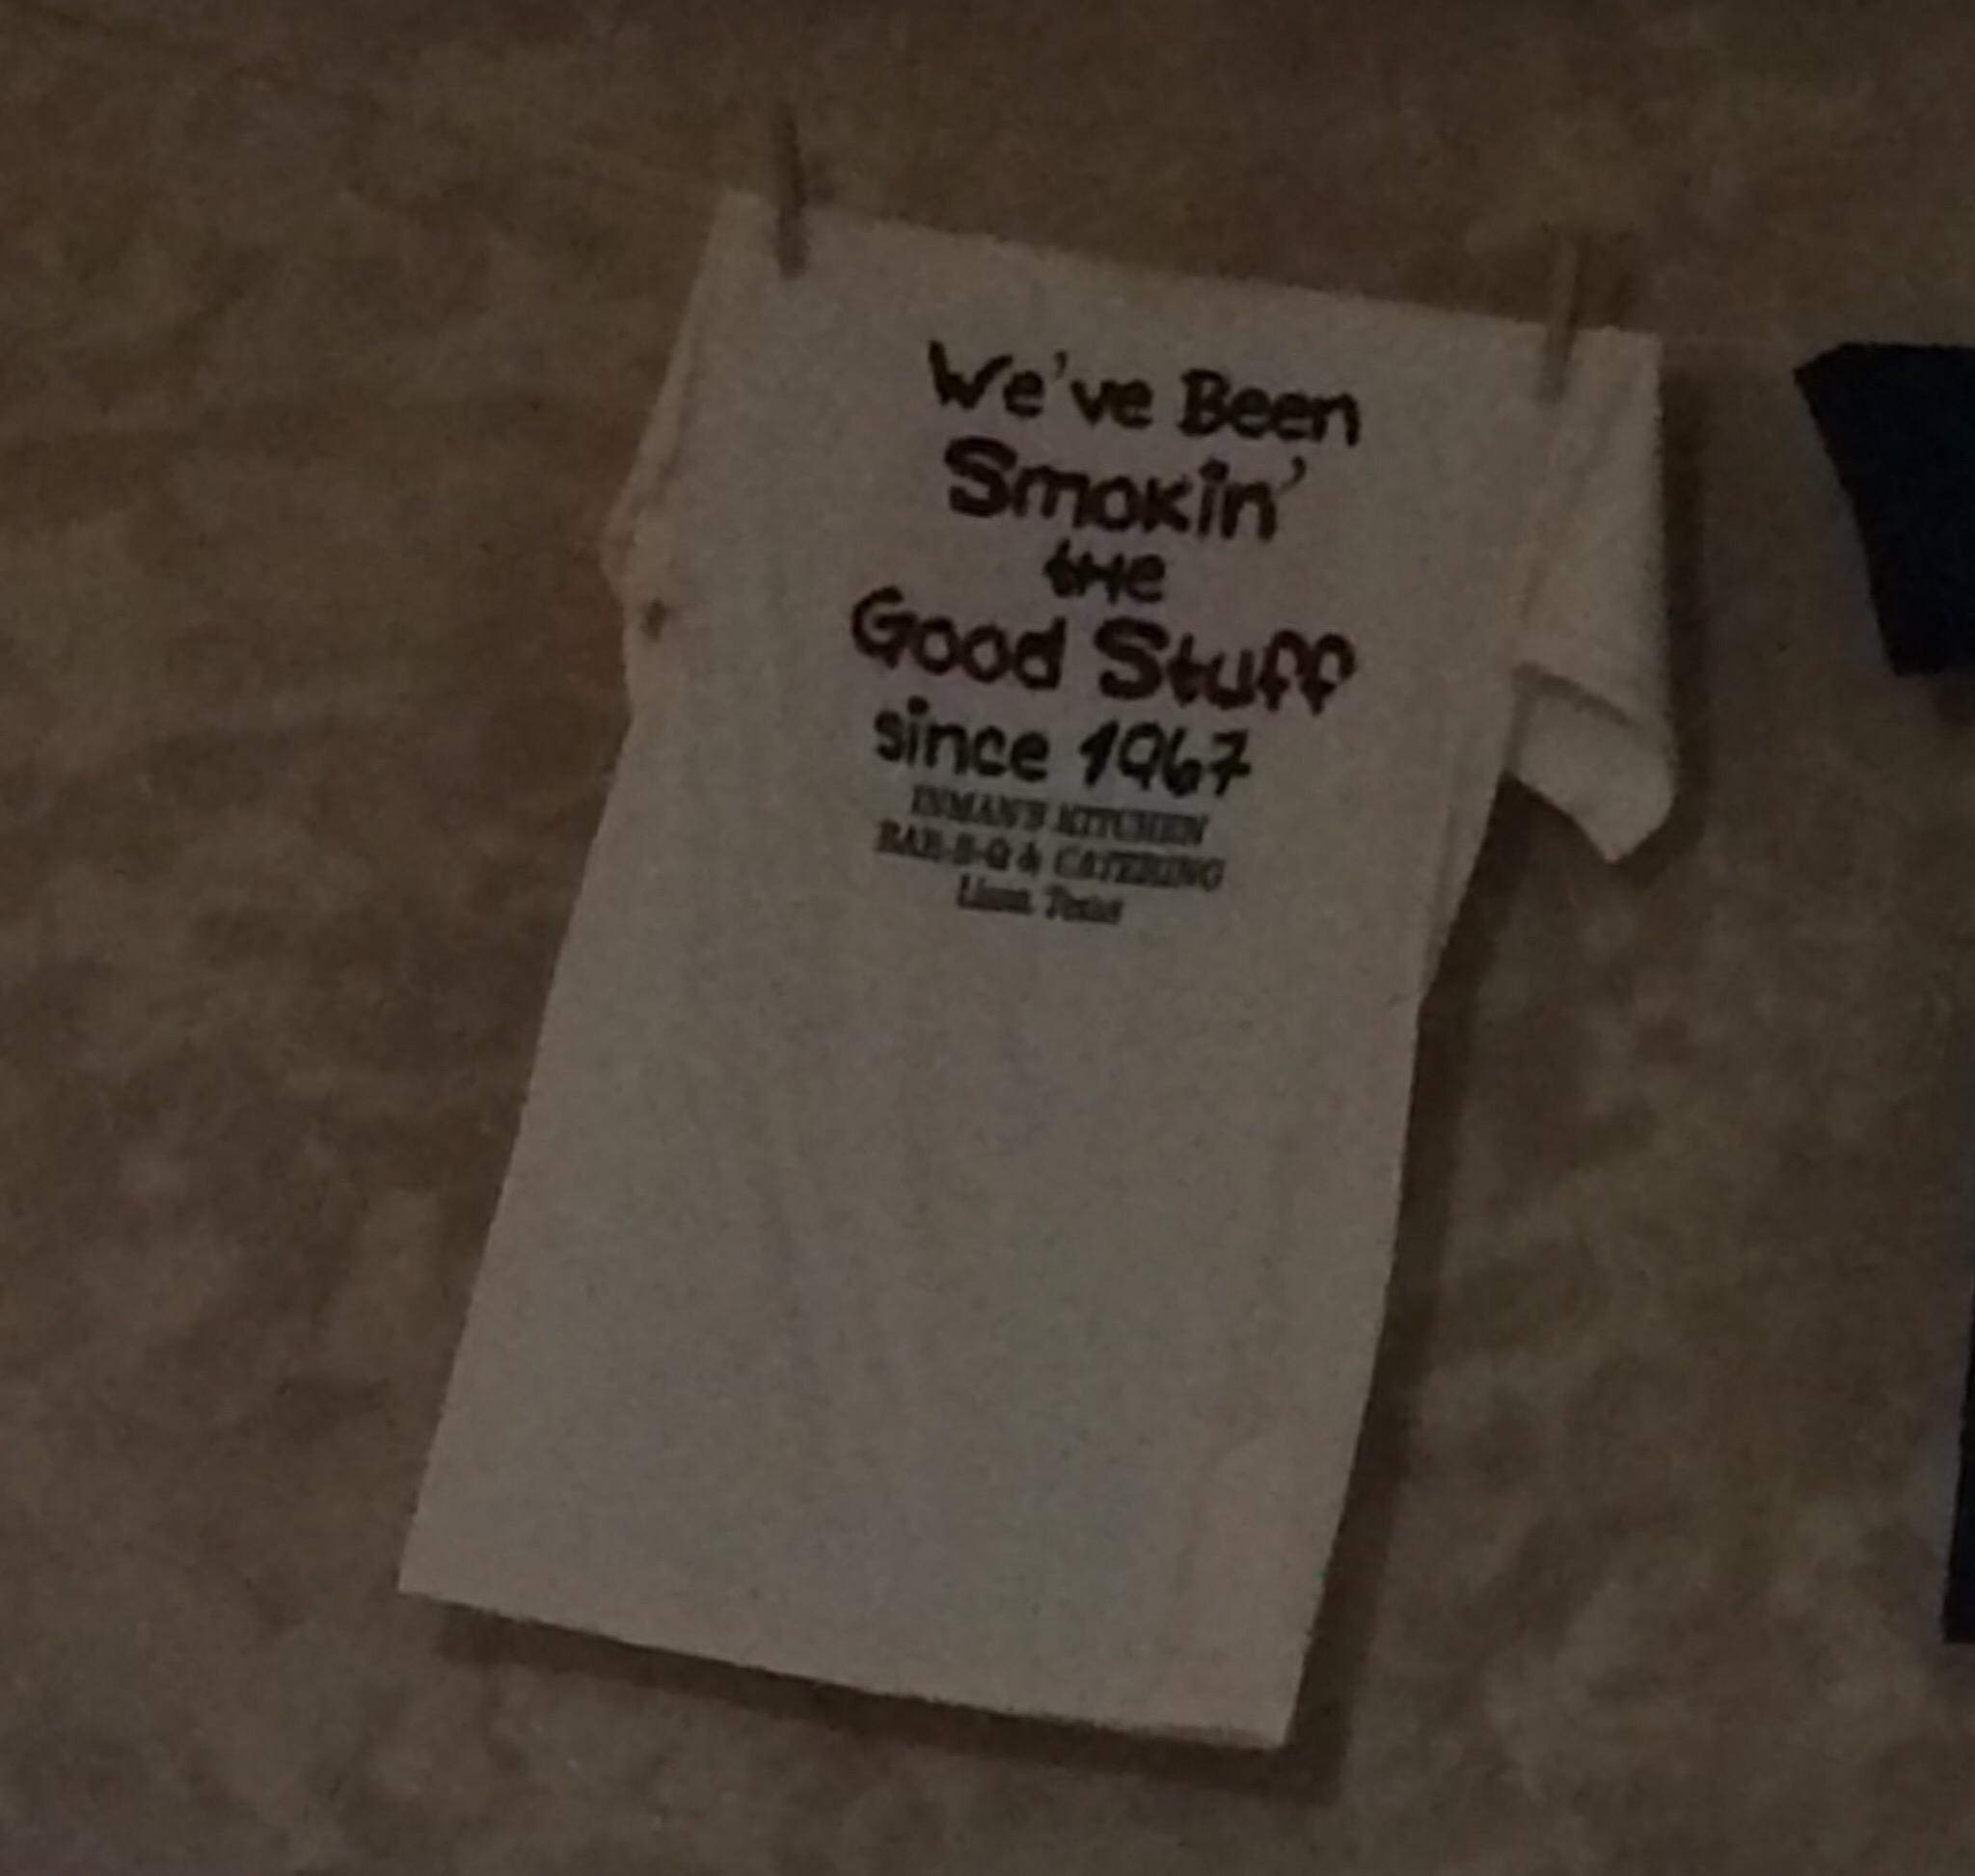 We've Been
Smokin'
the
Good Stuff
since 1967
INMAN'S KITCHEN
BAR-B-Q & CATERING
Llano, Texas